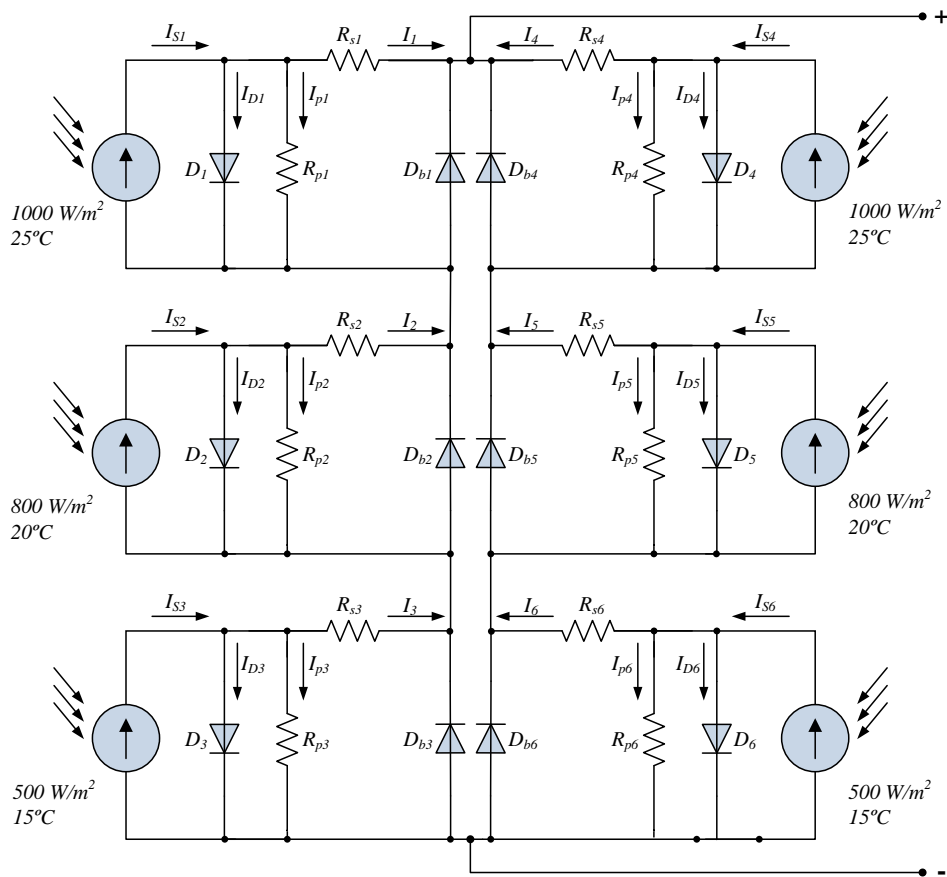 +
I_S1 R_s1 I_1 I_4 R_s4 I_S4
I_D1 I_p1 I_p4 I_D4
D_1 R_p1 D_b1 D_b4 R_p4 D_4
1000 W/m² 1000 W/m²
25ºC 25ºC
I_S2 R_s2 I_2 I_5 R_s5 I_S5
I_D2 I_p2 I_p5 I_D5
D_2 R_p2 D_b2 D_b5 R_p5 D_5
800 W/m² 800 W/m²
20ºC 20ºC
I_S3 R_s3 I_3 I_6 R_s6 I_S6
I_D3 I_p3 I_p6 I_D6
D_3 R_p3 D_b3 D_b6 R_p6 D_6
500 W/m² 500 W/m²
15ºC 15ºC
-